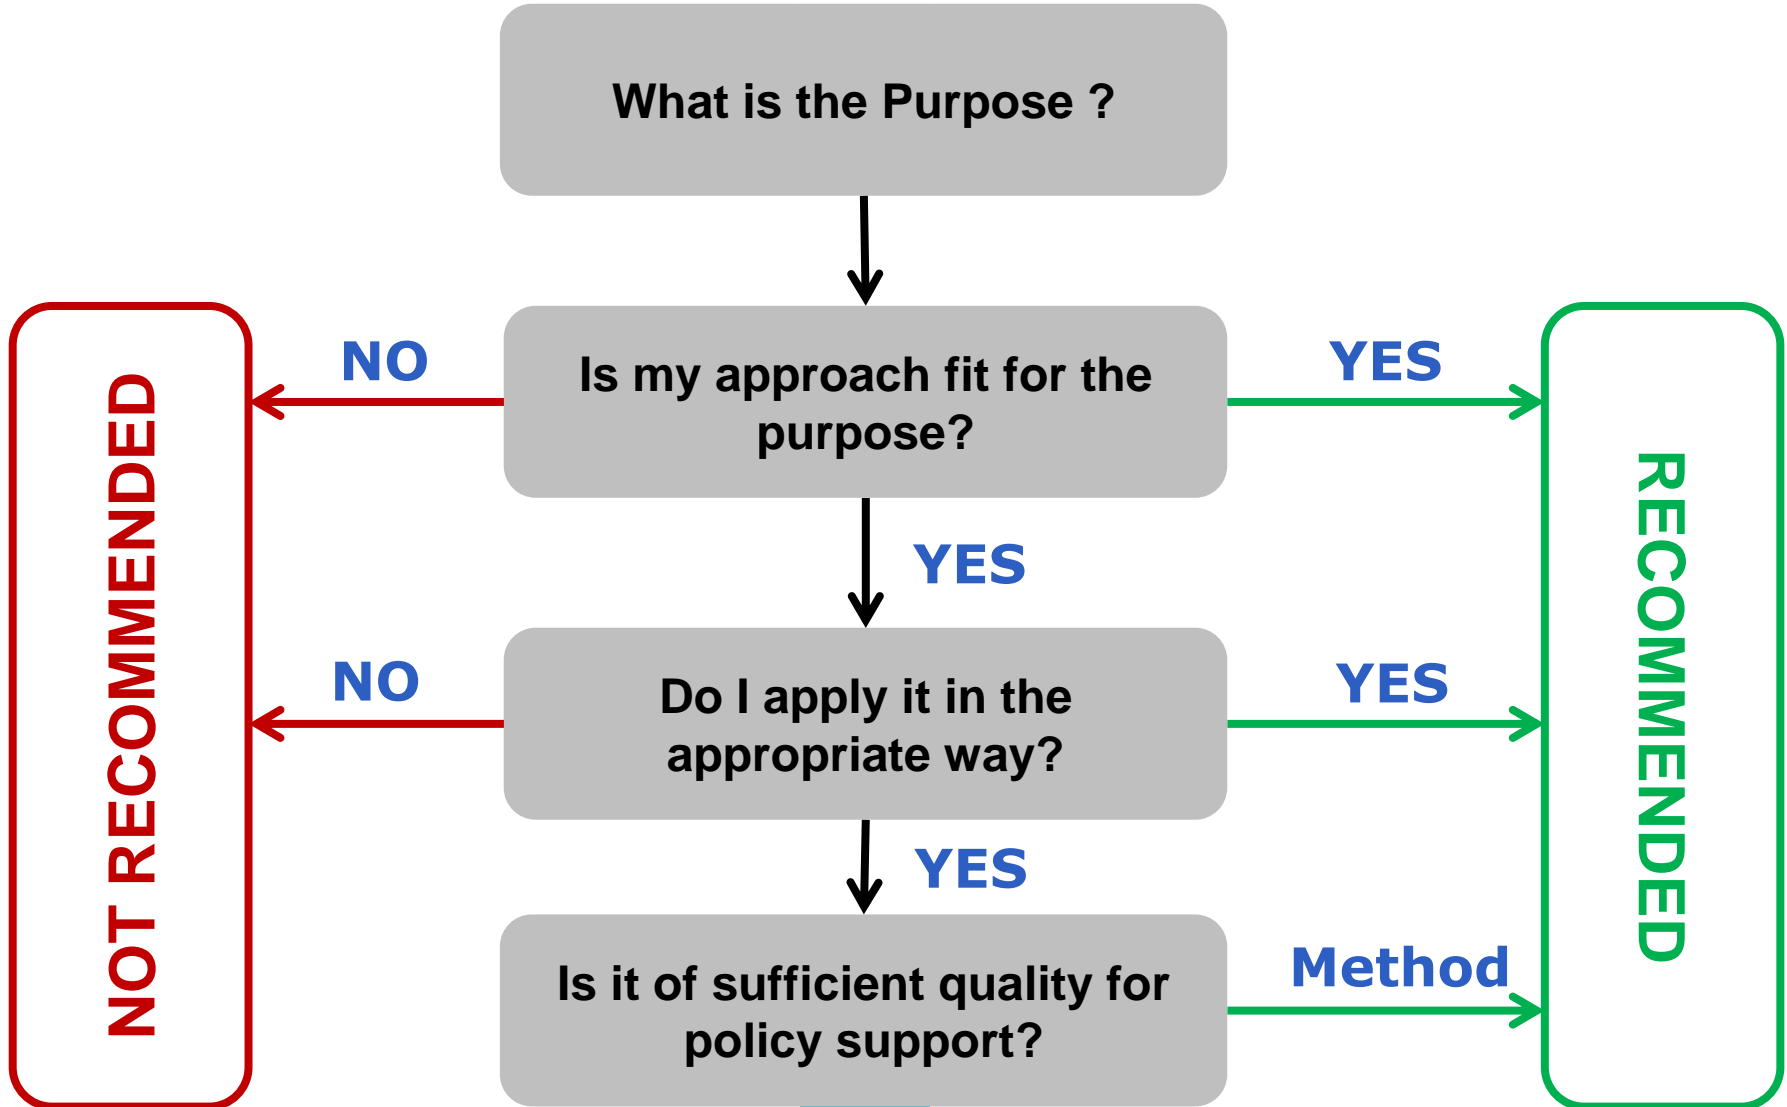 What is the Purpose ?
NO
Is my approach fit for the
purpose?
YES
YES
NOT RECOMMENDED
RECOMMENDED
NO
Do I apply it in the
appropriate way?
YES
YES
Is it of sufficient quality for
policy support?
Method